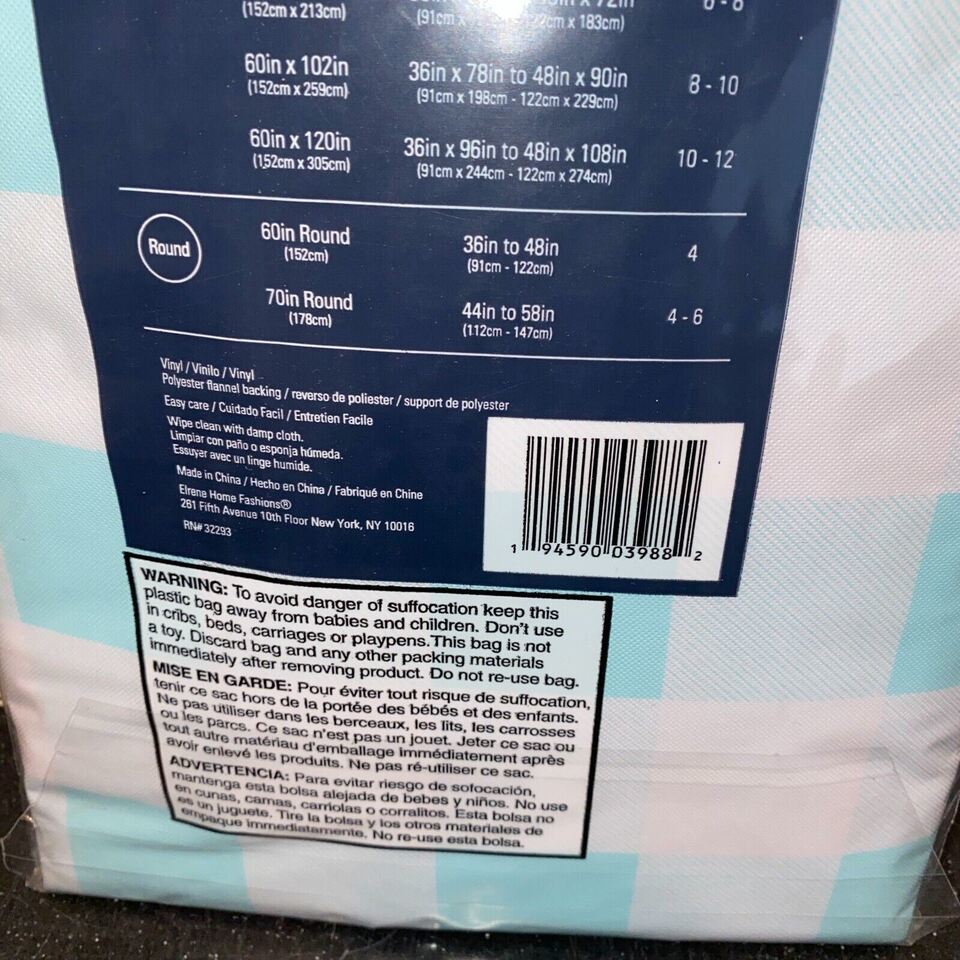 (152cm x 213cm)
x 72in
(91cm x
cm x 183cm)
60in x 102in
36in x 78in to 48in x 90in
8 - 10
(152cm x 259cm)
(91cm x 198cm - 122cm x 229cm)
60in x 120in
36in x 96in to 48in x 108in
10 - 12
(152cm x 305cm)
(91cm x 244cm - 122cm x 274cm)
Round
60in Round
36in to 48in
4
(152cm)
(91cm - 122cm)
70in Round
44in to 58in
4 - 6
(178cm)
(112cm - 147cm)
Vinyl / Vinilo / Vinyl
Polyester flannel backing / reverso de poliester / support de polyester
Easy care / Cuidado Facil / Entretien Facile
Wipe clean with damp cloth.
Limpiar con paño o esponja húmeda.
Essuyer avec un linge humide.
Made in China / Hecho en China / Fabriqué en Chine
Elrene Home Fashions®
261 Fifth Avenue 10th Floor New York, NY 10016
RN# 32293
1 94590 03988 2
WARNING: To avoid danger of suffocation keep this
plastic bag away from babies and children. Don't use
in cribs, beds, carriages or playpens.This bag is not
a toy. Discard bag and any other packing materials
immediately after removing product. Do not re-use bag.
MISE EN GARDE: Pour éviter tout risque de suffocation,
tenir ce sac hors de la portée des bébés et des enfants.
Ne pas utiliser dans les berceaux, les lits, les carrosses
ou les parcs. Ce sac n'est pas un jouet. Jeter ce sac ou
tout autre matériau d'emballage immédiatement après
avoir enlevé les produits. Ne pas ré-utiliser ce sac.
ADVERTENCIA: Para evitar riesgo de sofocación,
mantenga esta bolsa alejada de bebes y niños. No use
en cunas, camas, carriolas o corralitos. Esta bolsa no
es un juguete. Tire la bolsa y los otros materiales de
empaque immediatamente. No re-use esta bolsa.